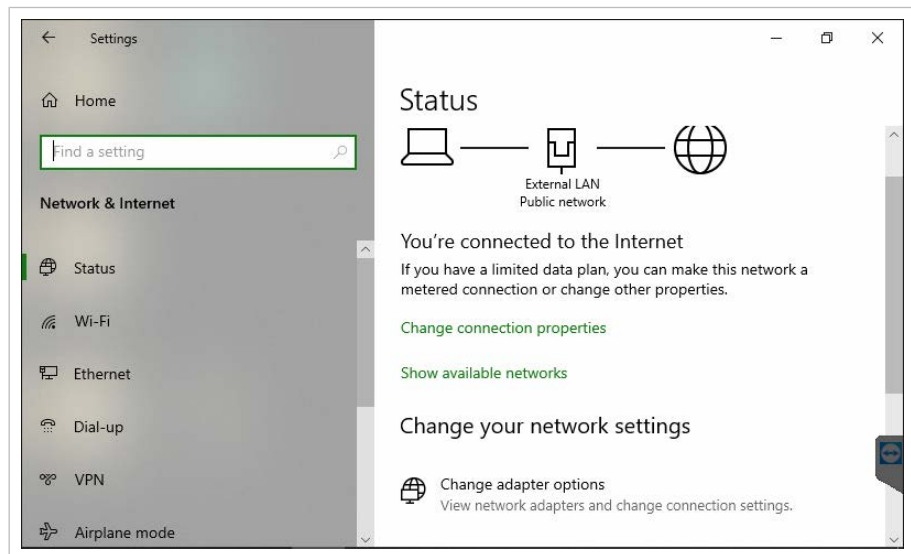 Settings
Home
Find a setting
Network & Internet
Status
Wi-Fi
Ethernet
Dial-up
VPN
Airplane mode
Status
External LAN
Public network
You're connected to the Internet
If you have a limited data plan, you can make this network a
metered connection or change other properties.
Change connection properties
Show available networks
Change your network settings
Change adapter options
View network adapters and change connection settings.